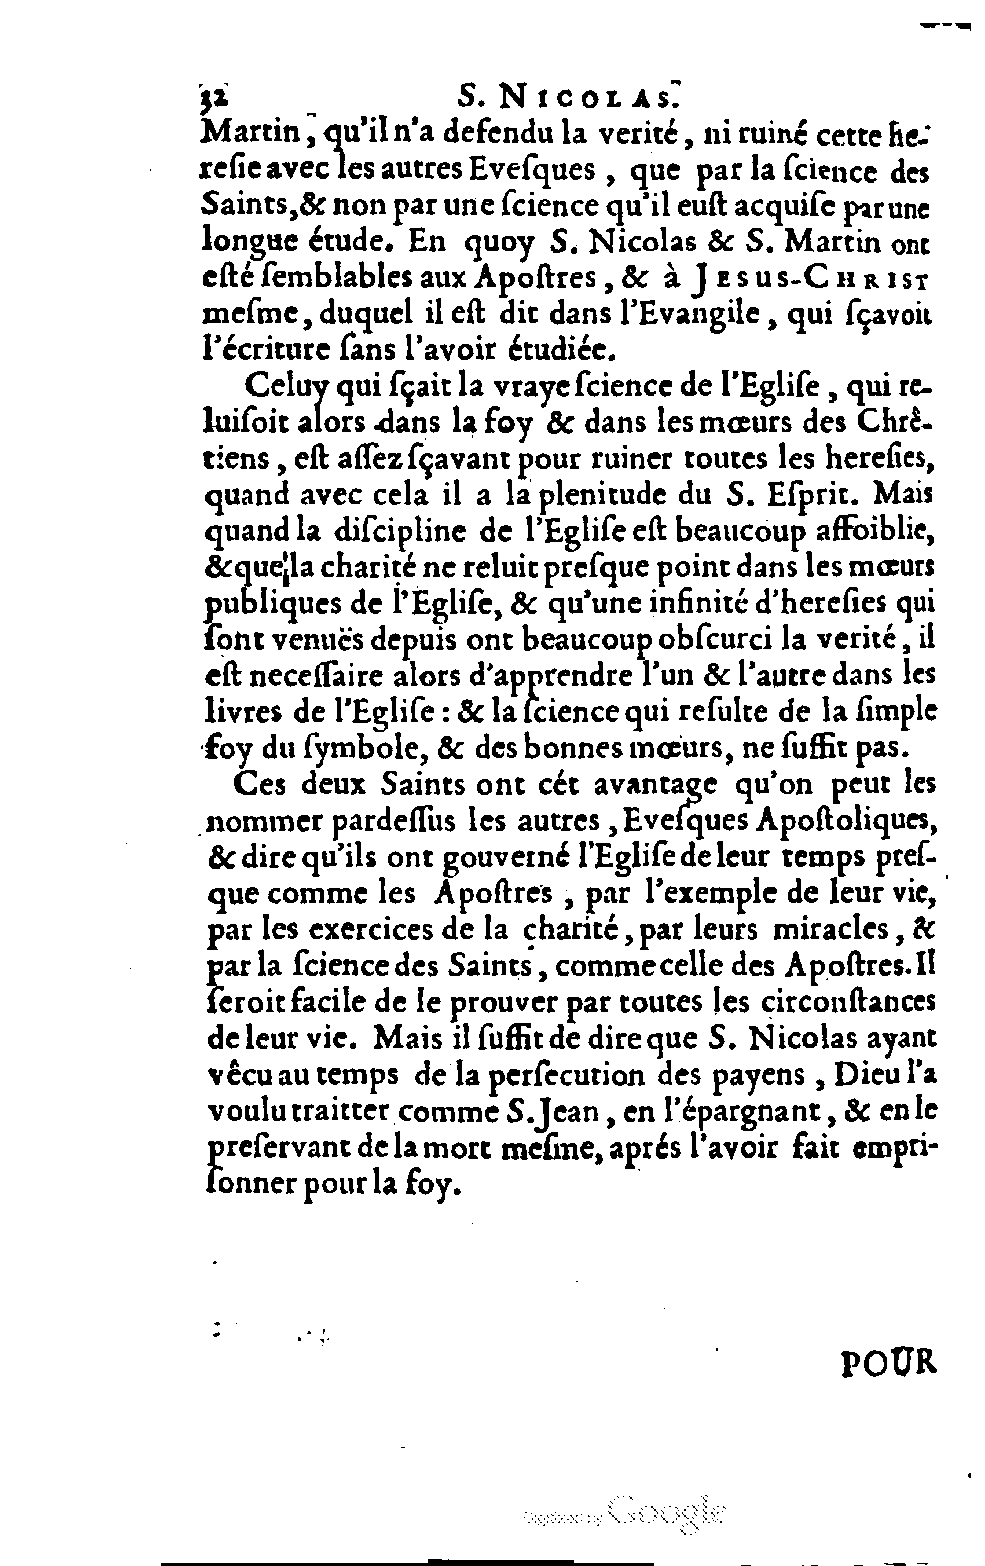 32 S. NICOLAS.
Martin, qu'il n'a defendu la verité, ni ruiné cette he-
reſie avec les autres Eveſques, que par la ſcience des
Saints, & non par une ſcience qu'il euſt acquiſe par une
longue étude. En quoy S. Nicolas & S. Martin ont
eſté ſemblables aux Apoſtres, & à JESUS-CHRIST
meſme, duquel il eſt dit dans l'Evangile, qui ſçavoit
l'écriture ſans l'avoir étudiée.
Celuy qui ſçait la vraye ſcience de l'Egliſe, qui re-
luiſoit alors dans la foy & dans les mœurs des Chrê-
tiens, eſt aſſez ſçavant pour ruiner toutes les hereſies,
quand avec cela il a la plenitude du S. Eſprit. Mais
quand la diſcipline de l'Egliſe eſt beaucoup affoiblie,
& que la charité ne reluit preſque point dans les mœurs
publiques de l'Egliſe, & qu'une infinité d'hereſies qui
ſont venuës depuis ont beaucoup obſcurci la verité, il
eſt neceſſaire alors d'apprendre l'un & l'autre dans les
livres de l'Egliſe : & la ſcience qui reſulte de la ſimple
foy du ſymbole, & des bonnes mœurs, ne ſuffit pas.
Ces deux Saints ont cét avantage qu'on peut les
nommer pardeſſus les autres, Eveſques Apoſtoliques,
& dire qu'ils ont gouverné l'Egliſe de leur temps preſ-
que comme les Apoſtres, par l'exemple de leur vie,
par les exercices de la charité, par leurs miracles, &
par la ſcience des Saints, comme celle des Apoſtres. Il
ſeroit facile de le prouver par toutes les circonſtances
de leur vie. Mais il ſuffit de dire que S. Nicolas ayant
vêcu au temps de la perſecution des payens, Dieu l'a
voulu traitter comme S. Jean, en l'épargnant, & en le
preſervant de la mort meſme, aprés l'avoir fait empri-
ſonner pour la foy.
POUR
Digitized by Google